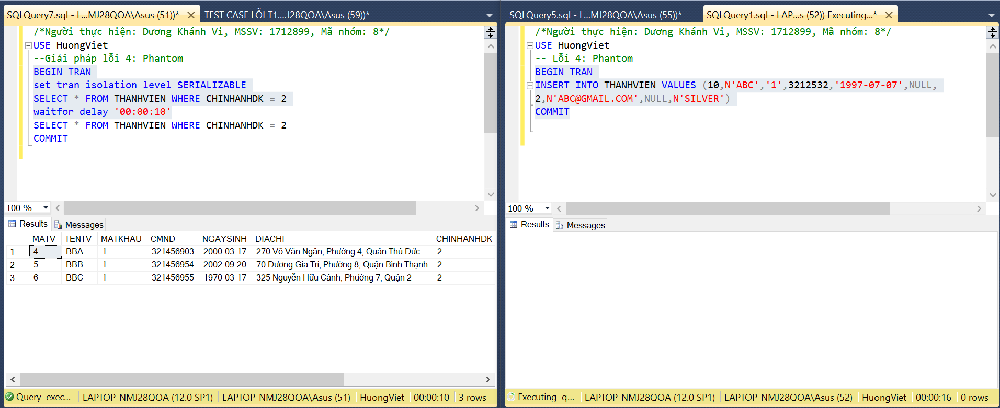 SQLQuery7.sql - L...MJ28QOA\Asus (51))*
TEST CASE LỖI T1....J28QOA\Asus (59))*
/*Người thực hiện: Dương Khánh Vi, MSSV: 1712899, Mã nhóm: 8*/
USE HuongViet
--Giải pháp lỗi 4: Phantom
BEGIN TRAN
set tran isolation level SERIALIZABLE
SELECT * FROM THANHVIEN WHERE CHINHANHDK = 2
waitfor delay '00:00:10'
SELECT * FROM THANHVIEN WHERE CHINHANHDK = 2
COMMIT
100 %
Results Messages
MATV TENTV MATKHAU CMND NGAYSINH DIACHI CHINHANHDK
1 4 BBA 1 321456903 2000-03-17 270 Võ Văn Ngân, Phường 4, Quận Thủ Đức 2
2 5 BBB 1 321456954 2002-09-20 70 Dương Gia Trí, Phường 8, Quận Bình Thạnh 2
3 6 BBC 1 321456955 1970-03-17 325 Nguyễn Hữu Cảnh, Phường 7, Quận 2 2
Query exec... LAPTOP-NMJ28QOA (12.0 SP1) LAPTOP-NMJ28QOA\Asus (51) HuongViet 00:00:10 3 rows
SQLQuery5.sql - L...MJ28QOA\Asus (55))*
SQLQuery1.sql - LAP...s (52)) Executing...*
/*Người thực hiện: Dương Khánh Vi, MSSV: 1712899, Mã nhóm: 8*/
USE HuongViet
-- Lỗi 4: Phantom
BEGIN TRAN
INSERT INTO THANHVIEN VALUES (10,N'ABC','1',3212532,'1997-07-07',NULL,
2,N'ABC@GMAIL.COM',NULL,N'SILVER')
COMMIT
100 %
Results Messages
Executing q... LAPTOP-NMJ28QOA (12.0 SP1) LAPTOP-NMJ28QOA\Asus (52) HuongViet 00:00:16 0 rows